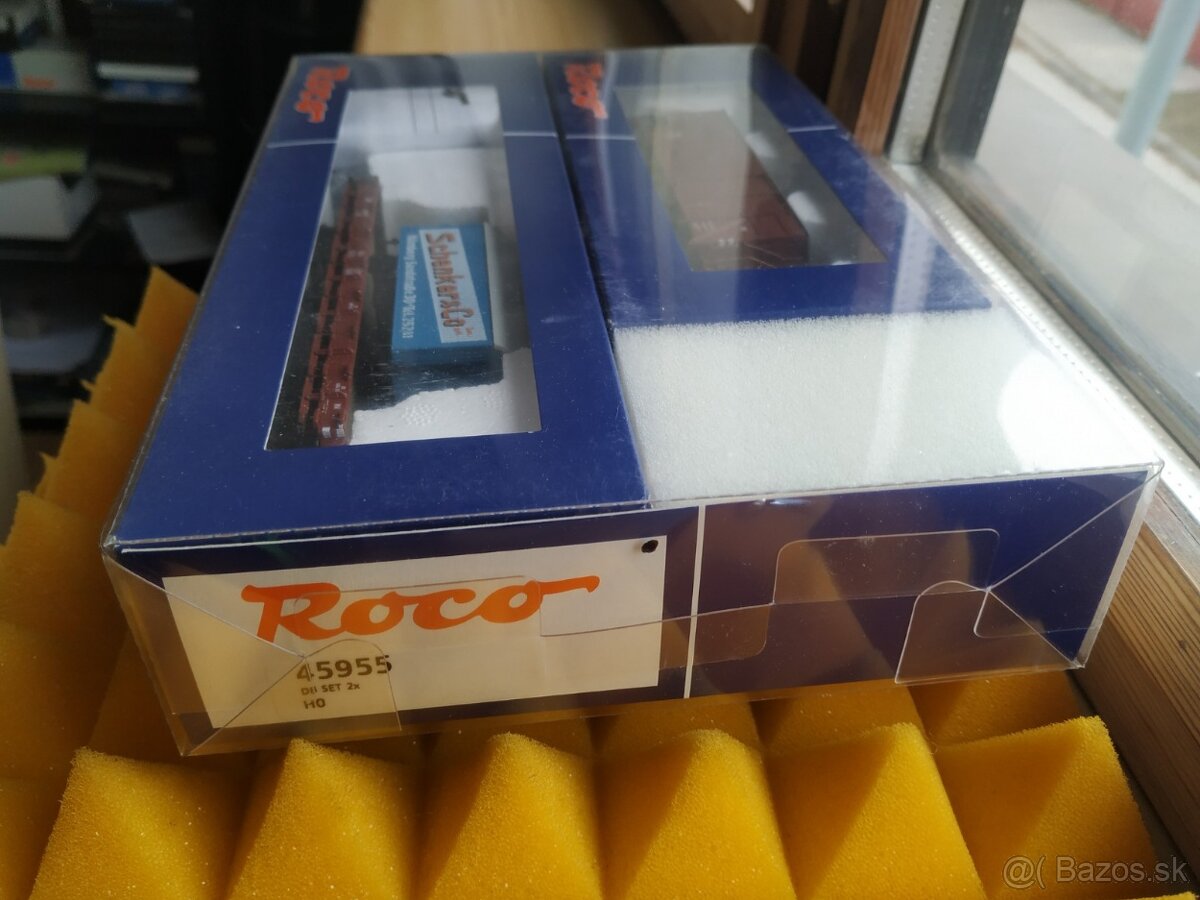 Roco
Roco
Schenker&Co
Roco
45955
DB SET 2x
H0
@( Bazos.sk